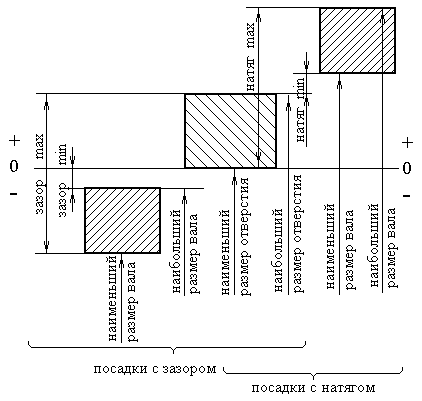 натяг max
натяг min
зазор max
зазор min
+
0
-
+
0
-
наименьший
размер вала
наибольший
размер вала
наименьший
размер отверстия
наибольший
размер отверстия
наименьший
размер вала
наибольший
размер вала
посадки с зазором
посадки с натягом